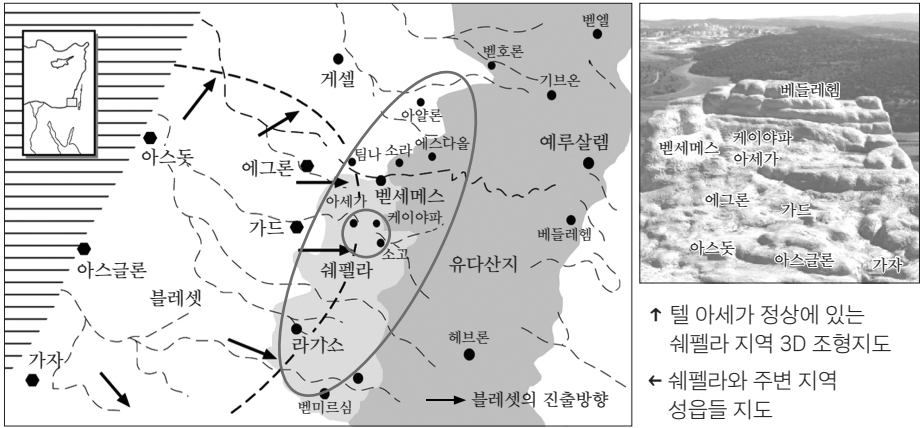 벧엘
벧호론
게셀
기브온
아얄론
예루살렘
에스다올
아스돗
에그론
팀나 소라
벧세메스
아세가
가드
케이야파
베들레헴
소고
아스글론
쉐펠라
유다산지
블레셋
라기스
헤브론
가자
벧미르심
블레셋의 진출방향
베들레헴
케이야파
벧세메스
아세가
에그론
가드
아스돗
아스글론
가자
↑ 텔 아세가 정상에 있는
쉐펠라 지역 3D 조형지도
← 쉐펠라와 주변 지역
성읍들 지도